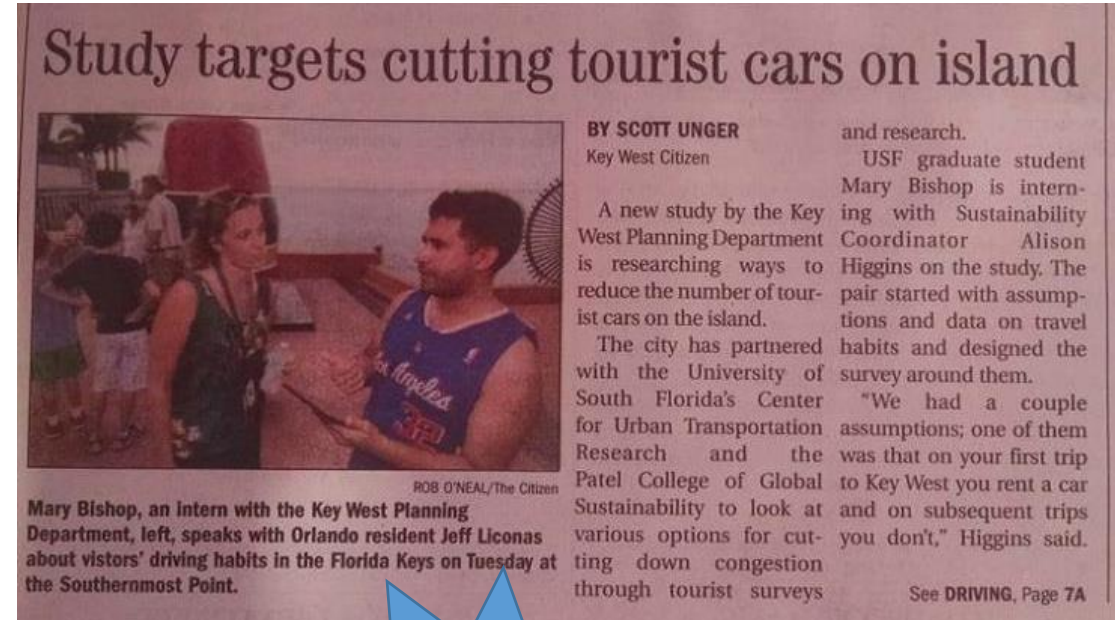 Study targets cutting tourist cars on island
ROB O'NEAL/The Citizen
Mary Bishop, an intern with the Key West Planning
Department, left, speaks with Orlando resident Jeff Liconas
about vistors' driving habits in the Florida Keys on Tuesday at
the Southernmost Point.
BY SCOTT UNGER
Key West Citizen
A new study by the Key
West Planning Department
is researching ways to
reduce the number of tour-
ist cars on the island.
The city has partnered
with the University of
South Florida's Center
for Urban Transportation
Research and the
Patel College of Global
Sustainability to look at
various options for cut-
ting down congestion
through tourist surveys
and research.
USF graduate student
Mary Bishop is intern-
ing with Sustainability
Coordinator Alison
Higgins on the study. The
pair started with assump-
tions and data on travel
habits and designed the
survey around them.
"We had a couple
assumptions; one of them
was that on your first trip
to Key West you rent a car
and on subsequent trips
you don't," Higgins said.
See DRIVING, Page 7A
Los Angeles
32